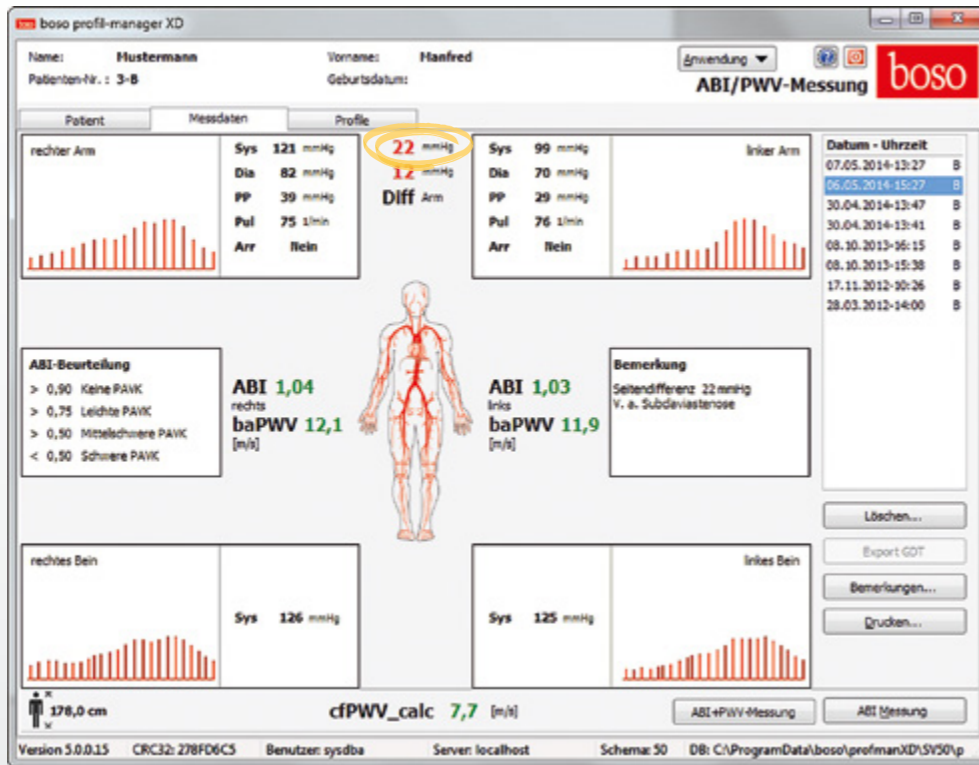 boso boso profil-manager XD
Name: Mustermann Vorname: Manfred Anwendung
Patienten-Nr. : 3-B Geburtsdatum: ABI/PWV-Messung boso
Patient Messdaten Profile
rechter Arm
Sys 121 mmHg
Dia 82 mmHg
PP 39 mmHg
Pul 75 1/min
Arr Nein
22 mmHg
12 mmHg
Diff Arm
Sys 99 mmHg
Dia 70 mmHg
PP 29 mmHg
Pul 76 1/min
Arr Nein
linker Arm
Datum - Uhrzeit
07.05.2014-13:27 B
06.05.2014-15:27 B
30.04.2014-13:47 B
30.04.2014-13:41 B
08.10.2013-16:15 B
08.10.2013-15:38 B
17.11.2012-10:26 B
28.03.2012-14:00 B
ABI-Beurteilung
> 0,90 Keine PAVK
> 0,75 Leichte PAVK
> 0,50 Mittelschwere PAVK
< 0,50 Schwere PAVK
ABI 1,04
rechts
baPWV 12,1
[m/s]
ABI 1,03
links
baPWV 11,9
[m/s]
Bemerkung
Seitendifferenz 22 mmHg
V. a. Subclaviastenose
Löschen...
Export GDT
Bemerkungen...
Drucken...
rechtes Bein
Sys 126 mmHg
Sys 125 mmHg
linkes Bein
178,0 cm cfPWV_calc 7,7 [m/s] ABI+PWV-Messung ABI Messung
Version 5.0.0.15 CRC32: 278FD6C5 Benutzer: sysdba Server: localhost Schema: 50 DB: C:\ProgramData\boso\profmanXD\SV50\p